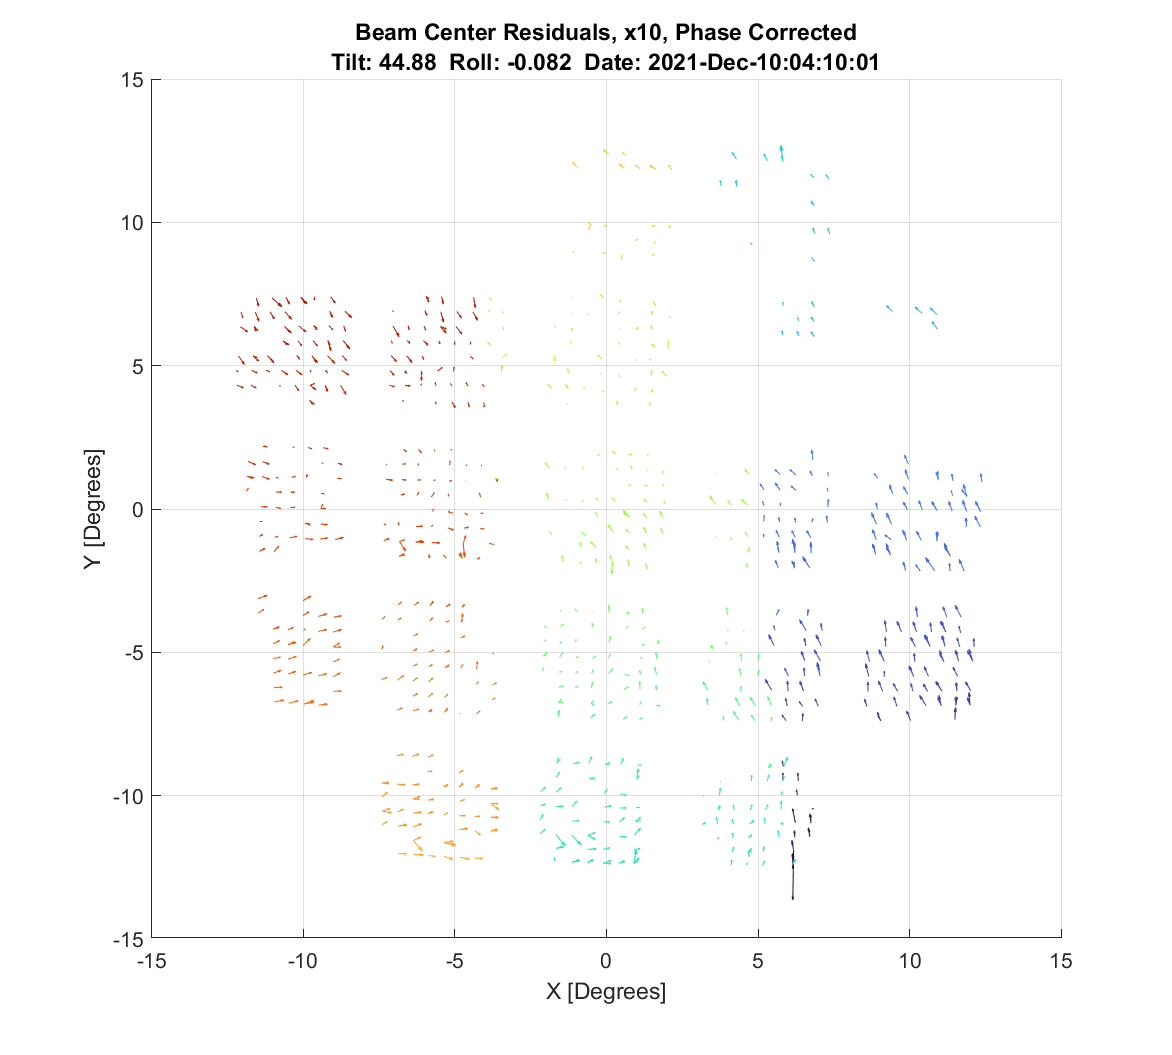 Beam Center Residuals, x10, Phase Corrected
Tilt: 44.88 Roll: -0.082 Date: 2021-Dec-10:04:10:01
15
10
5
0
-5
-10
-15
Y [Degrees]
-15 -10 -5 0 5 10 15
X [Degrees]